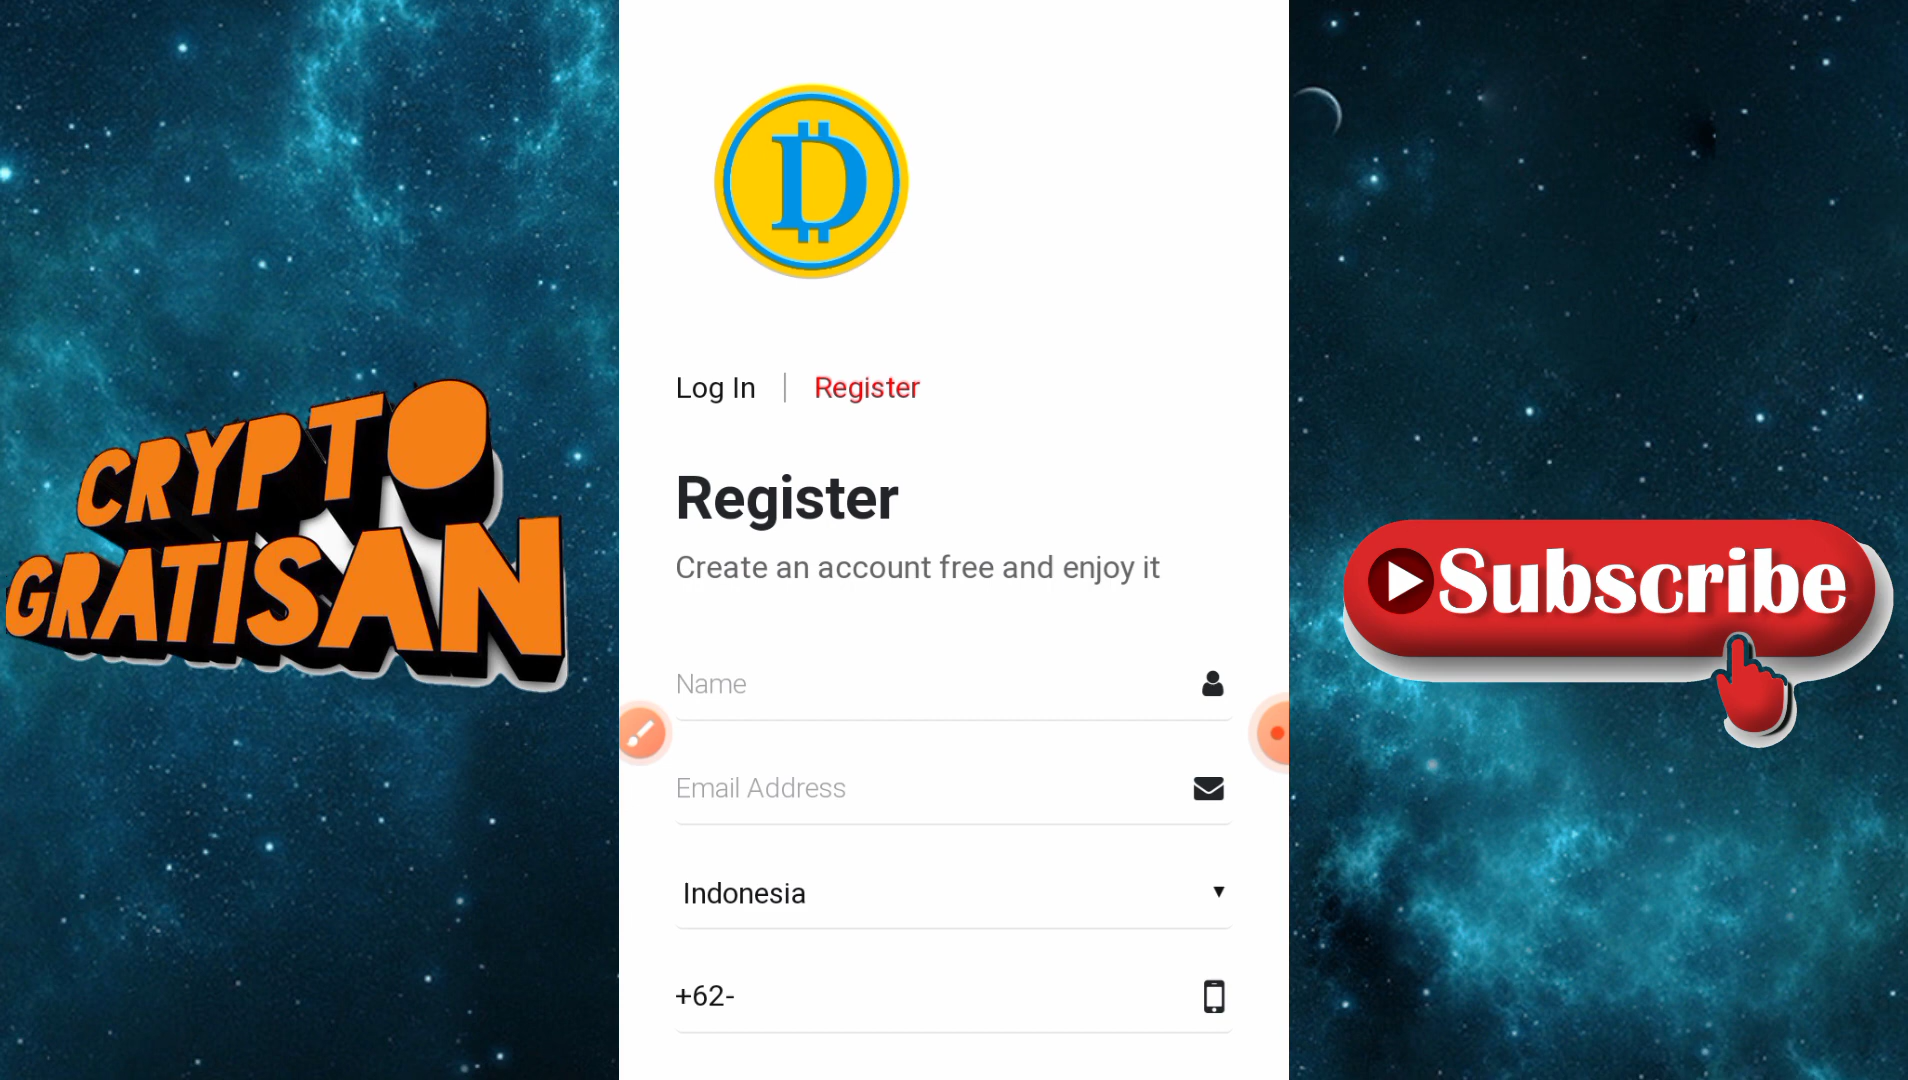 CRYPTO
GRATISAN
D
Log In | Register
Register
Create an account free and enjoy it
Name
Email Address
Indonesia
+62-
Subscribe